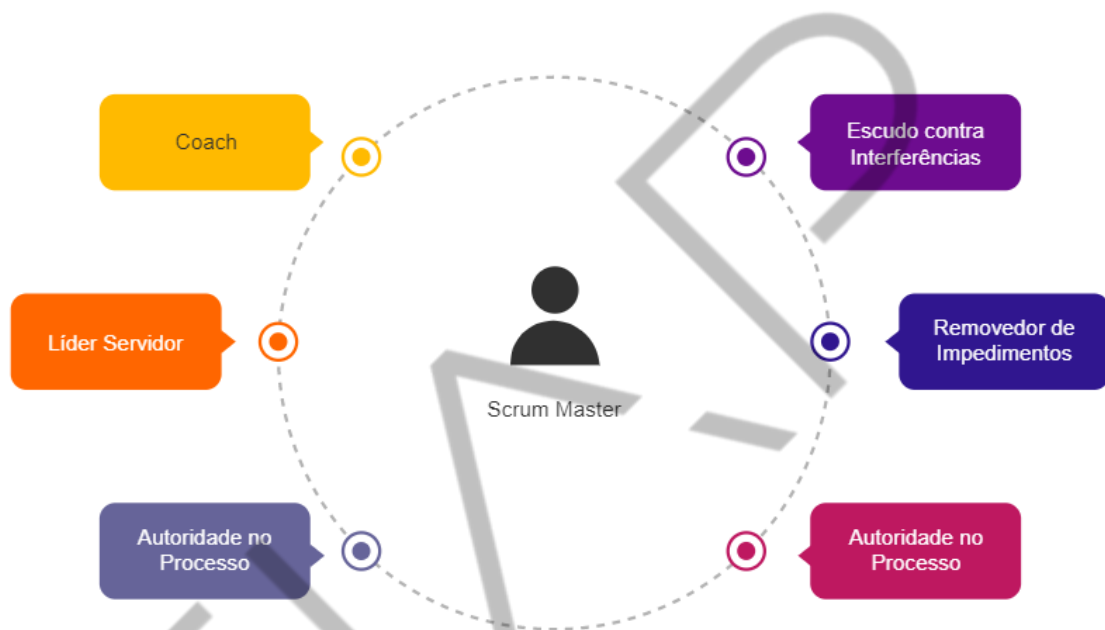 Coach
Escudo contra
Interferências
Líder Servidor
Removedor de
Impedimentos
Scrum Master
Autoridade no
Processo
Autoridade no
Processo